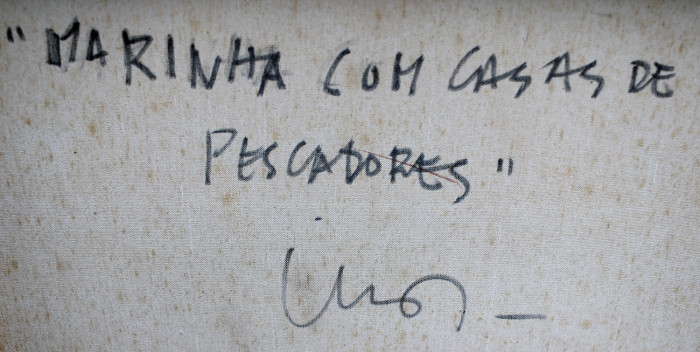 "MARINHA COM CASAS DE
PESCADORES"